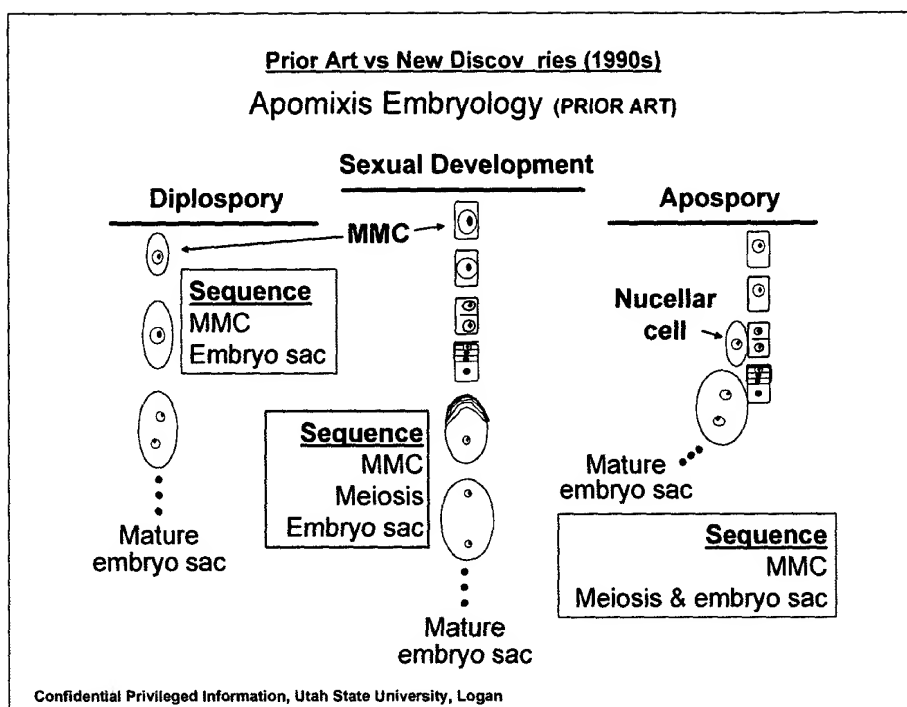 Prior Art vs New Discov ries (1990s)
Apomixis Embryology (PRIOR ART)
Sexual Development
Diplospory
Apospory
MMC
Sequence
MMC
Embryo sac
Nucellar
cell
Sequence
MMC
Meiosis
Embryo sac
Mature
embryo sac
Mature
embryo sac
Sequence
MMC
Meiosis & embryo sac
Mature
embryo sac
Confidential Privileged Information, Utah State University, Logan